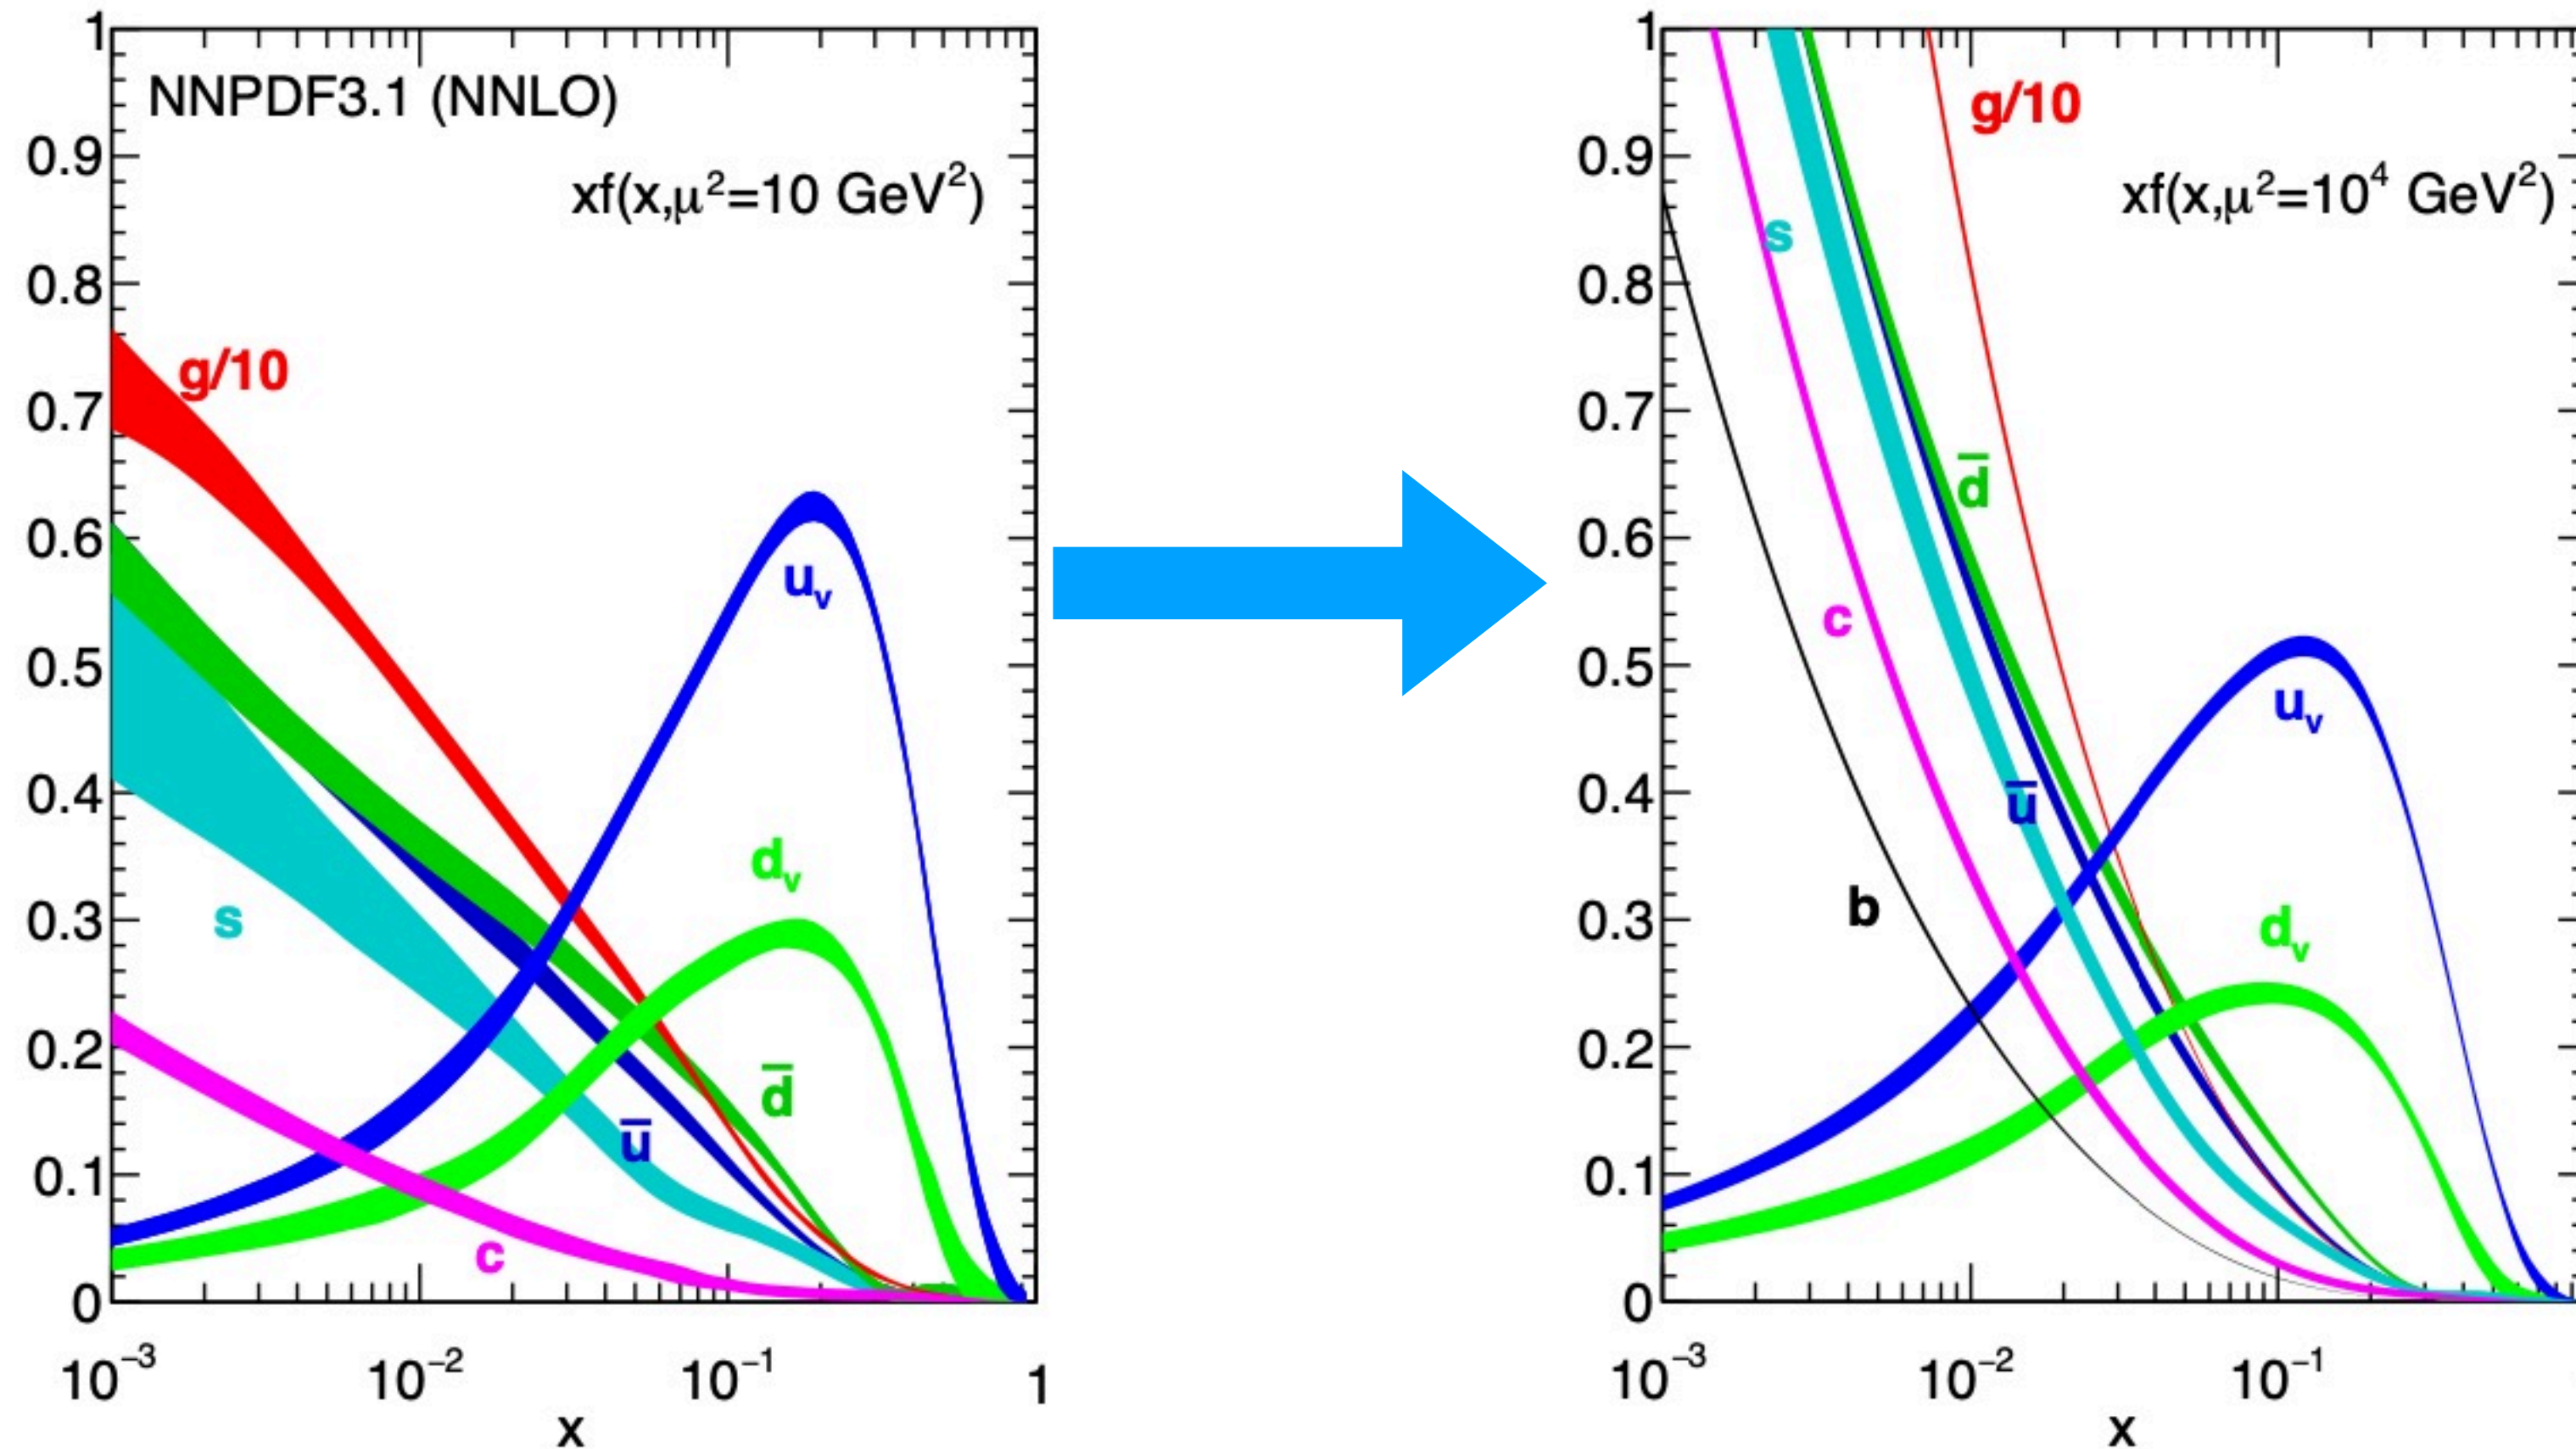 NNPDF3.1 (NNLO)
xf(x,μ²=10 GeV²)
g/10
u_v
d_v
s
d̄
ū
c
1
0.9
0.8
0.7
0.6
0.5
0.4
0.3
0.2
0.1
0
10⁻³
10⁻²
10⁻¹
1
x
g/10
xf(x,μ²=10⁴ GeV²)
s
d̄
c
u_v
ū
b
d_v
1
0.9
0.8
0.7
0.6
0.5
0.4
0.3
0.2
0.1
0
10⁻³
10⁻²
10⁻¹
x